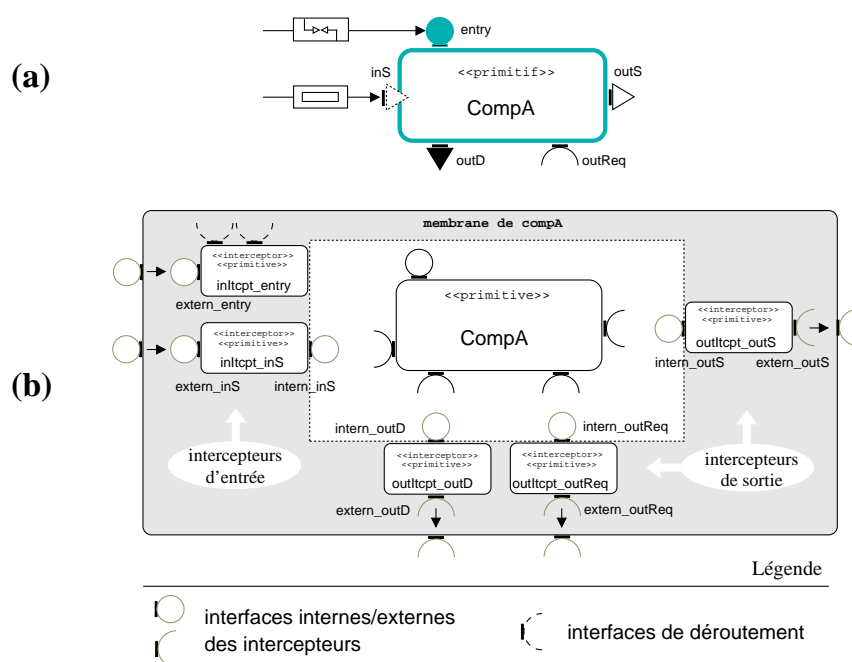 (a)
entry
inS
<<primitif>>
CompA
outS
outD
outReq
(b)
membrane de compA
<<interceptor>>
<<primitive>>
inItcpt_entry
extern_entry
<<interceptor>>
<<primitive>>
inItcpt_inS
extern_inS
intern_inS
<<primitive>>
CompA
<<interceptor>>
<<primitive>>
outItcpt_outS
intern_outS
extern_outS
intern_outD
intern_outReq
<<interceptor>>
<<primitive>>
outItcpt_outD
<<interceptor>>
<<primitive>>
outItcpt_outReq
extern_outD
extern_outReq
intercepteurs
d'entrée
intercepteurs
de sortie
Légende
interfaces internes/externes
des intercepteurs
interfaces de déroutement